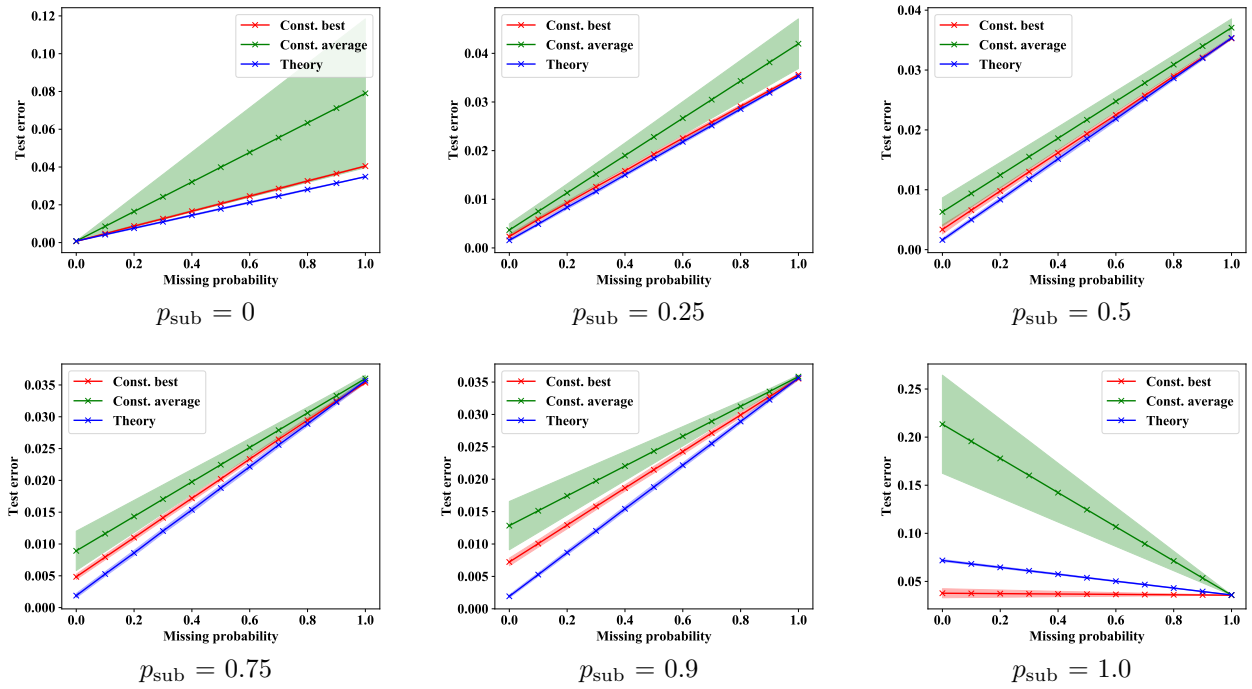 0.12
0.10
0.08
0.06
0.04
0.02
0.00
Test error
Const. best
Const. average
Theory
0.0 0.2 0.4 0.6 0.8 1.0
Missing probability
p_sub = 0
0.04
0.03
0.02
0.01
0.00
Test error
Const. best
Const. average
Theory
0.0 0.2 0.4 0.6 0.8 1.0
Missing probability
p_sub = 0.25
0.04
0.03
0.02
0.01
0.00
Test error
Const. best
Const. average
Theory
0.0 0.2 0.4 0.6 0.8 1.0
Missing probability
p_sub = 0.5
0.035
0.030
0.025
0.020
0.015
0.010
0.005
0.000
Test error
Const. best
Const. average
Theory
0.0 0.2 0.4 0.6 0.8 1.0
Missing probability
p_sub = 0.75
0.035
0.030
0.025
0.020
0.015
0.010
0.005
0.000
Test error
Const. best
Const. average
Theory
0.0 0.2 0.4 0.6 0.8 1.0
Missing probability
p_sub = 0.9
0.25
0.20
0.15
0.10
0.05
Test error
Const. best
Const. average
Theory
0.0 0.2 0.4 0.6 0.8 1.0
Missing probability
p_sub = 1.0